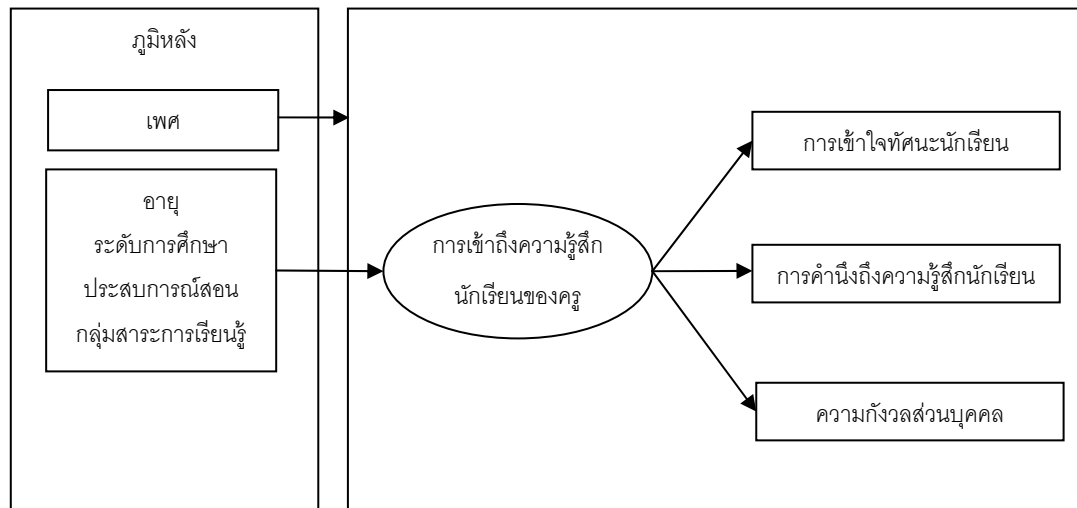 ภูมิหลัง
เพศ
อายุ
ระดับการศึกษา
ประสบการณ์สอน
กลุ่มสาระการเรียนรู้
การเข้าถึงความรู้สึก
นักเรียนของครู
การเข้าใจทัศนะนักเรียน
การคำนึงถึงความรู้สึกนักเรียน
ความกังวลส่วนบุคคล